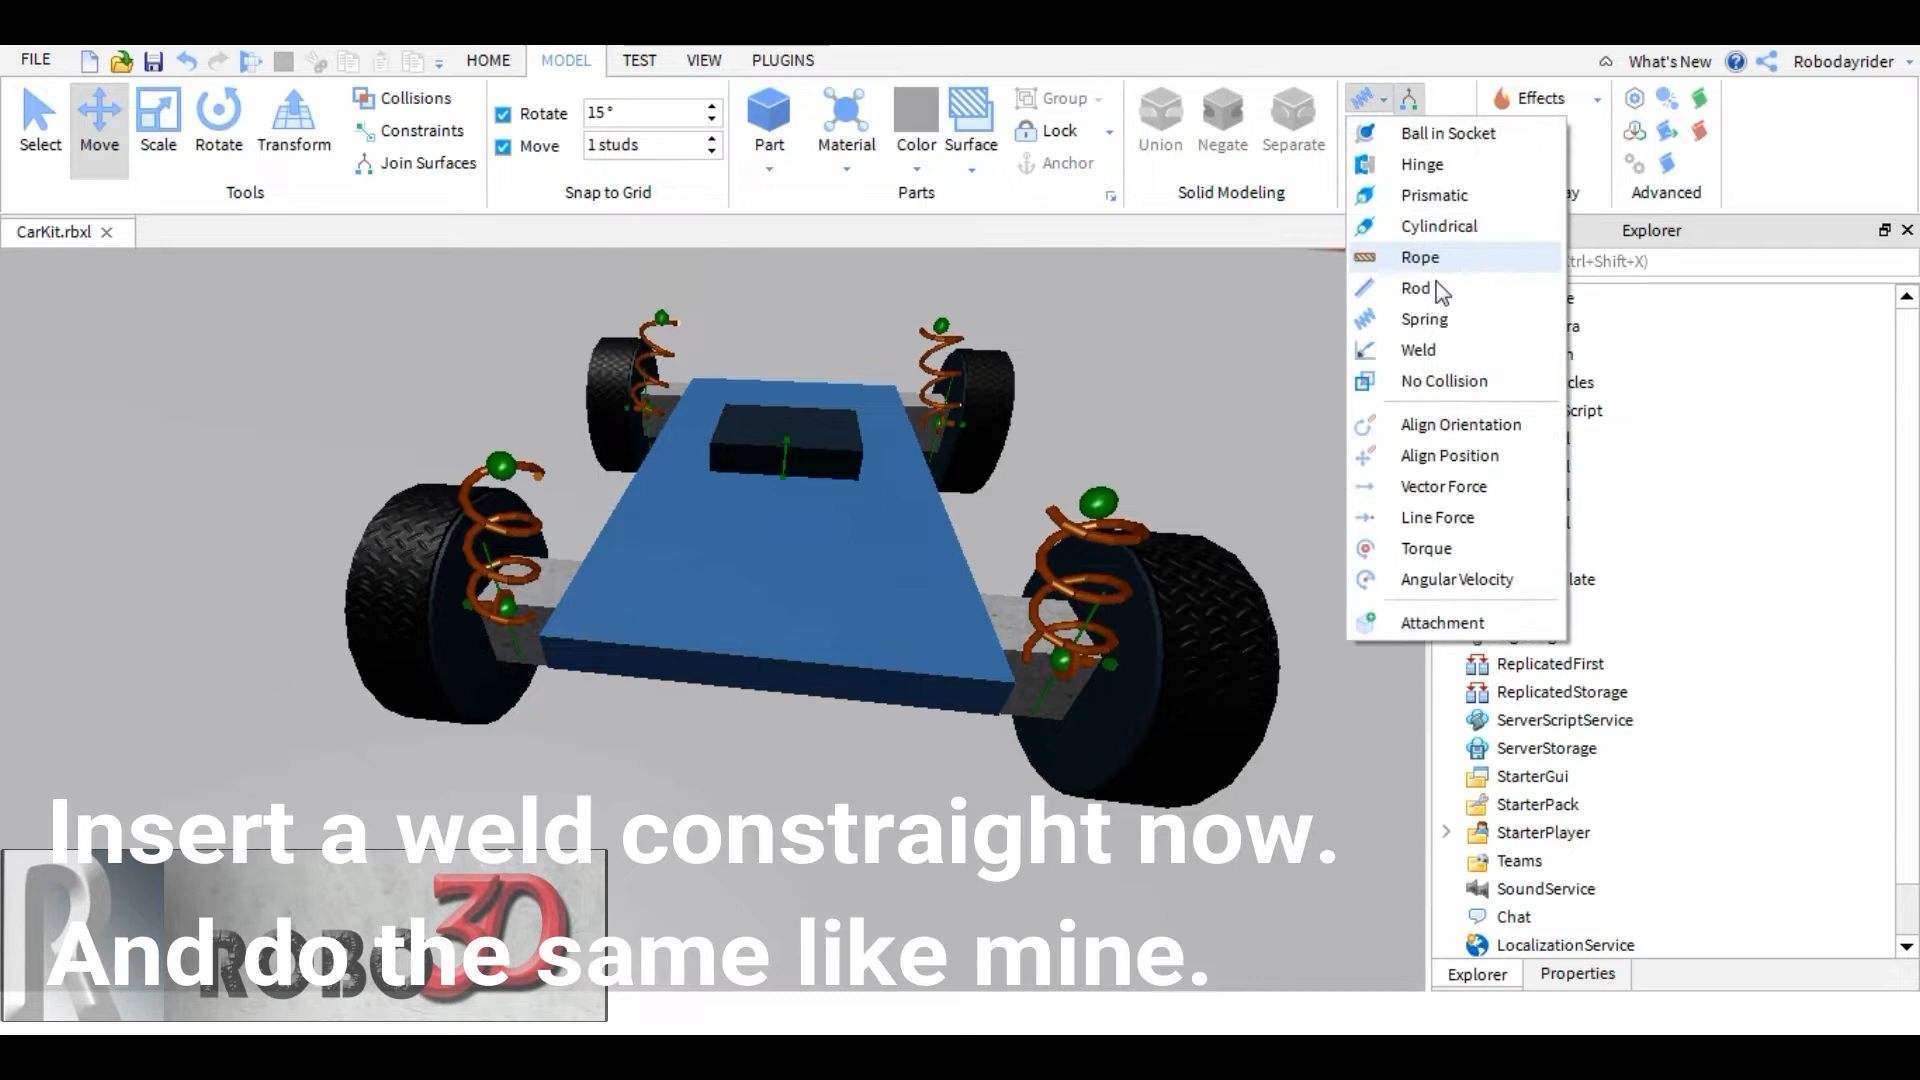 FILE
HOME
MODEL
TEST
VIEW
PLUGINS
What's New
Robodayrider
Select
Move
Scale
Rotate
Transform
Collisions
Constraints
Join Surfaces
Tools
Rotate 15°
Move 1 studs
Snap to Grid
Part
Material
Color
Surface
Group
Lock
Anchor
Parts
Union
Negate
Separate
Solid Modeling
Effects
Advanced
CarKit.rbxl
Ball in Socket
Hinge
Prismatic
Cylindrical
Rope
Rod
Spring
Weld
No Collision
Align Orientation
Align Position
Vector Force
Line Force
Torque
Angular Velocity
Attachment
Explorer
trl+Shift+X)
ReplicatedFirst
ReplicatedStorage
ServerScriptService
ServerStorage
StarterGui
StarterPack
StarterPlayer
Teams
SoundService
Chat
LocalizationService
Explorer
Properties
Insert a weld constraight now.
And do the same like mine.
R
ROBO 3D